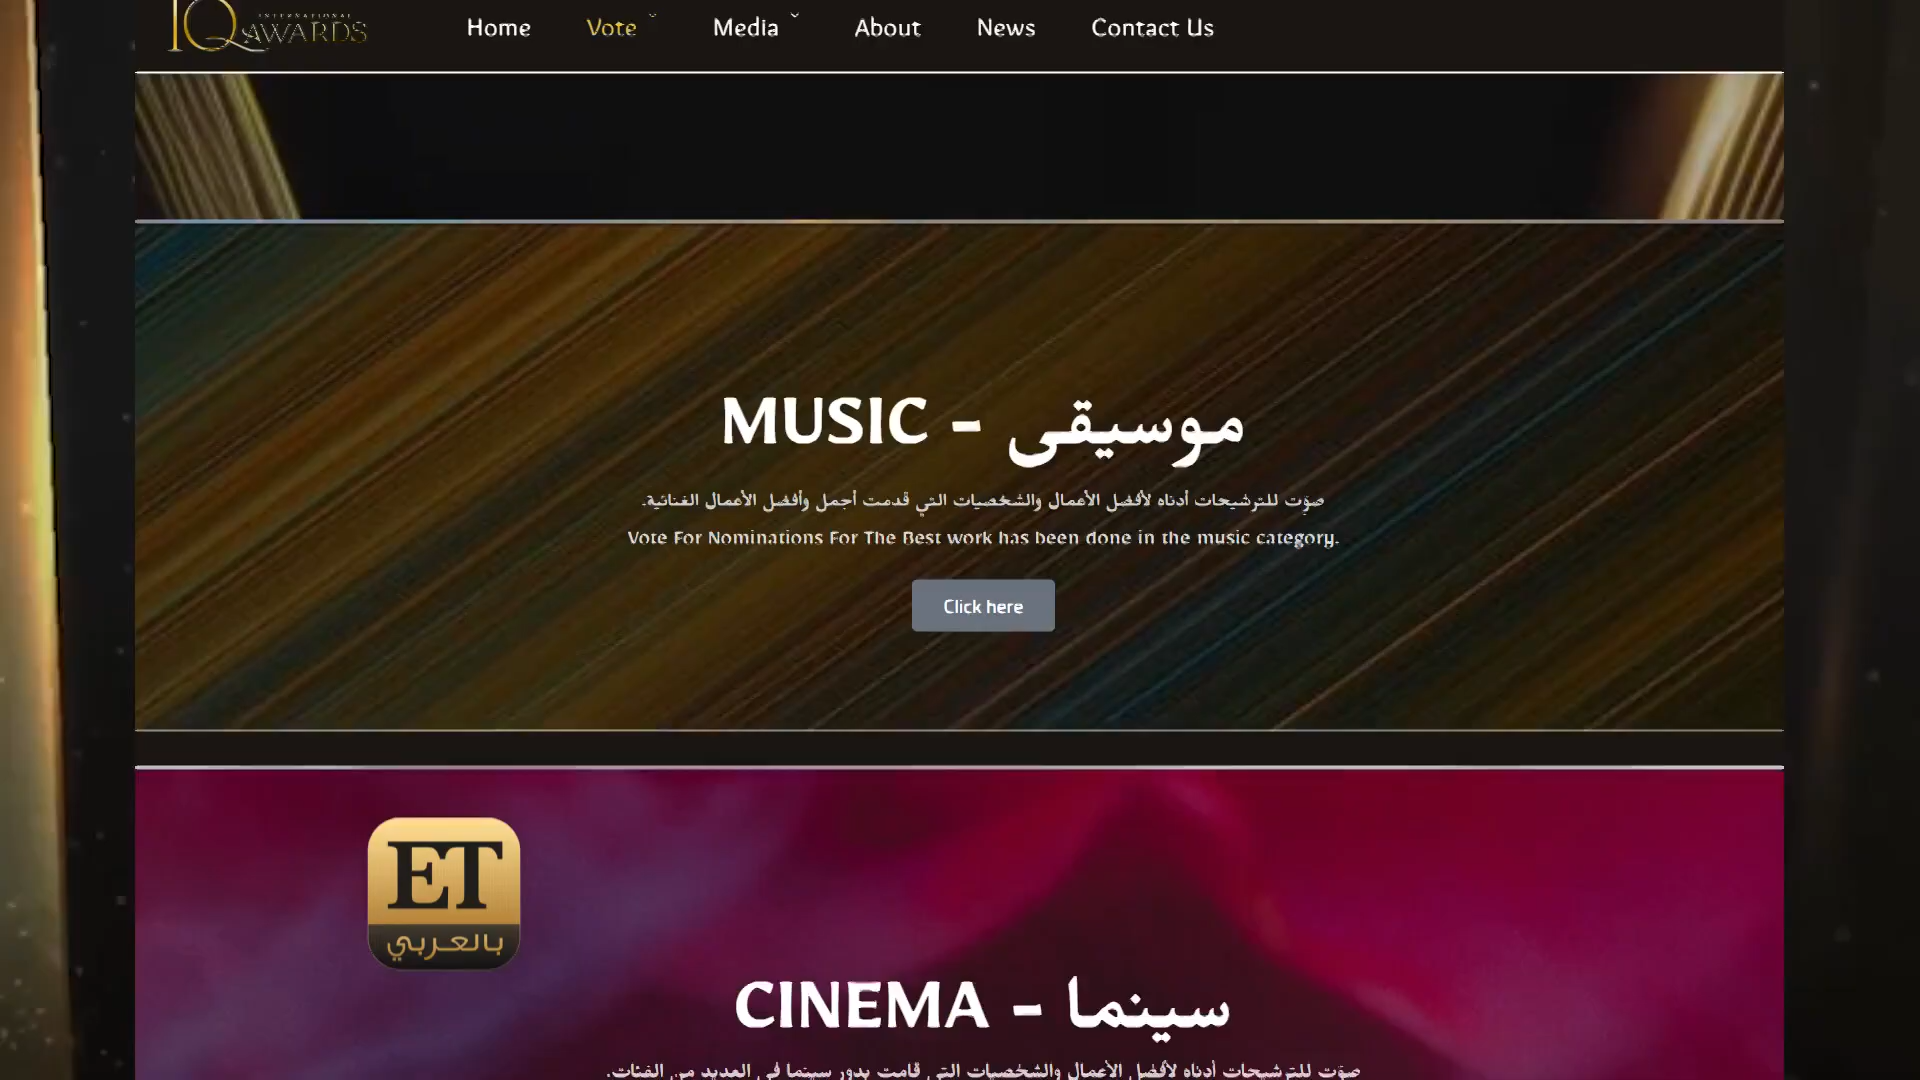 INTERNATIONAL
IQ AWARDS
Home
Vote
Media
About
News
Contact Us
MUSIC - موسيقى
صوّت للترشيحات أدناه لأفضل الأعمال والشخصيات التي قدمت أجمل وأفضل الأعمال الغنائية.
Vote For Nominations For The Best work has been done in the music category.
Click here
ET
بالعربي
CINEMA - سينما
صوّت للترشيحات أدناه لأفضل الأعمال والشخصيات التي قامت بدور سينما في العديد من الفئات.